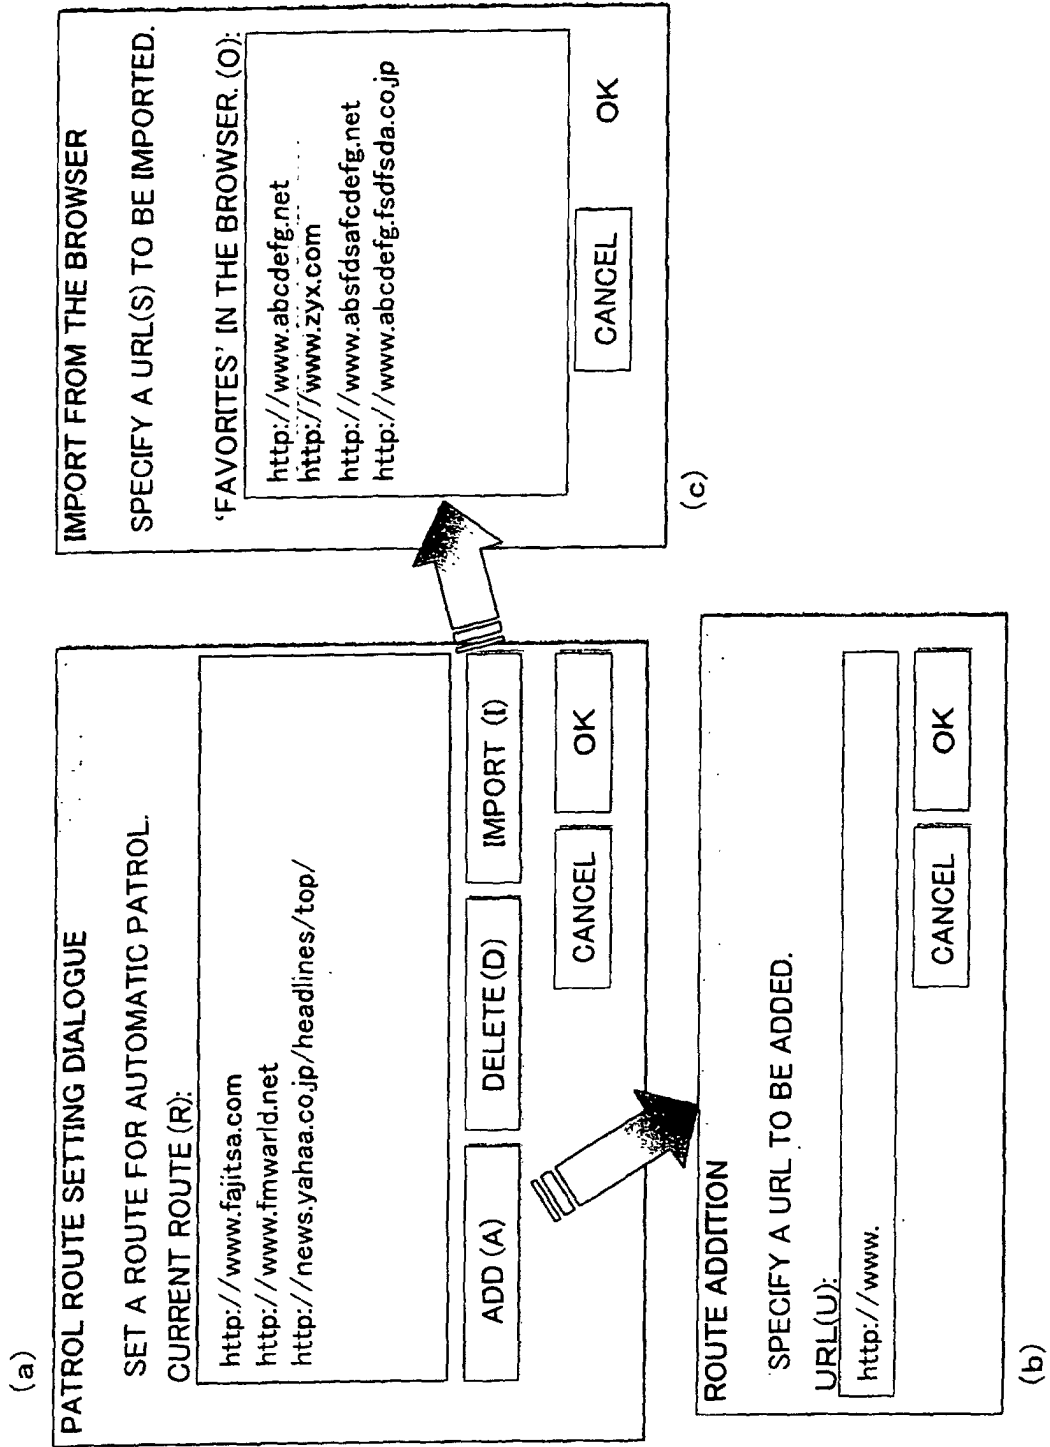 (a)
PATROL ROUTE SETTING DIALOGUE
SET A ROUTE FOR AUTOMATIC PATROL.
CURRENT ROUTE (R):
http://www.fajitsa.com
http://www.fmwarld.net
http://news.yahaa.co.jp/headlines/top/
ADD (A)
DELETE (D)
IMPORT (I)
CANCEL
OK
ROUTE ADDITION
SPECIFY A URL TO BE ADDED.
URL(U):
http://www.
CANCEL
OK
(b)
IMPORT FROM THE BROWSER
SPECIFY A URL(S) TO BE IMPORTED.
'FAVORITES' IN THE BROWSER. (O):
http://www.abcdefg.net
http://www.zyx.com
http://www.absfdsafcdefg.net
http://www.abcdefg.fsdfsda.co.jp
CANCEL
OK
(c)